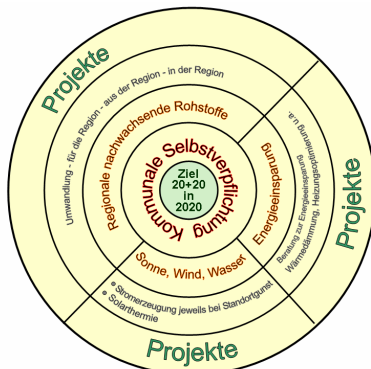 Projekte
Umwandlung - für die Region - aus der Region - in der Region
Regionale nachwachsende Rohstoffe
Kommunale Selbstverpflichtung
Ziel
20+20
in
2020
Energieeinsparung
Beratung zur Energieeinsparung
Wärmedämmung, Heizungsoptimierung u.a.
Projekte
Sonne, Wind, Wasser
• Stromerzeugung jeweils bei Standortgunst
• Solarthermie
Projekte